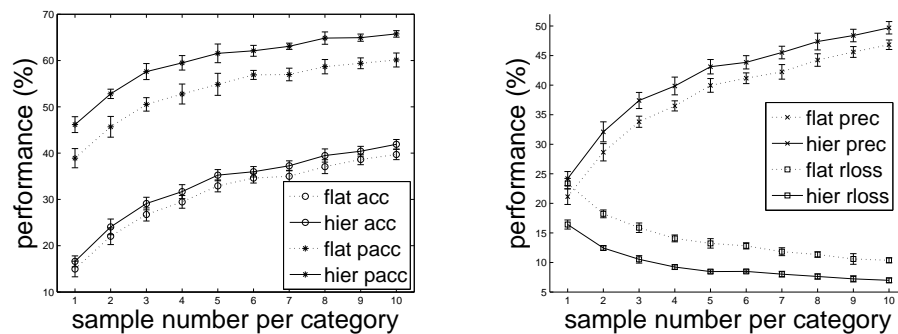 70
60
50
40
30
20
10
performance (%)
1 2 3 4 5 6 7 8 9 10
sample number per category
flat acc
hier acc
flat pacc
hier pacc
50
45
40
35
30
25
20
15
10
5
performance (%)
1 2 3 4 5 6 7 8 9 10
sample number per category
flat prec
hier prec
flat rloss
hier rloss